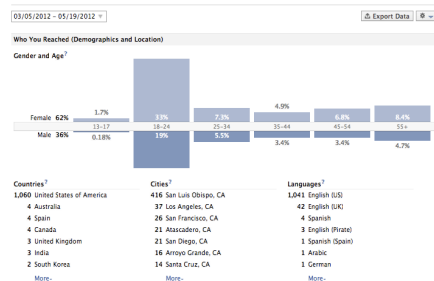 03/05/2012 - 05/19/2012
Export Data
Who You Reached (Demographics and Location)
Gender and Age?
Female 62% 1.7% 33% 7.3% 4.9% 6.8% 8.4%
13-17 18-24 25-34 35-44 45-54 55+
Male 36% 0.18% 19% 5.5% 3.4% 3.4% 4.7%
Countries? Cities? Languages?
1,060 United States of America 416 San Luis Obispo, CA 1,041 English (US)
4 Australia 37 Los Angeles, CA 42 English (UK)
4 Spain 26 San Francisco, CA 4 Spanish
4 Canada 21 Atascadero, CA 3 English (Pirate)
3 United Kingdom 21 San Diego, CA 1 Spanish (Spain)
3 India 16 Arroyo Grande, CA 1 Arabic
2 South Korea 14 Santa Cruz, CA 1 German
More More More